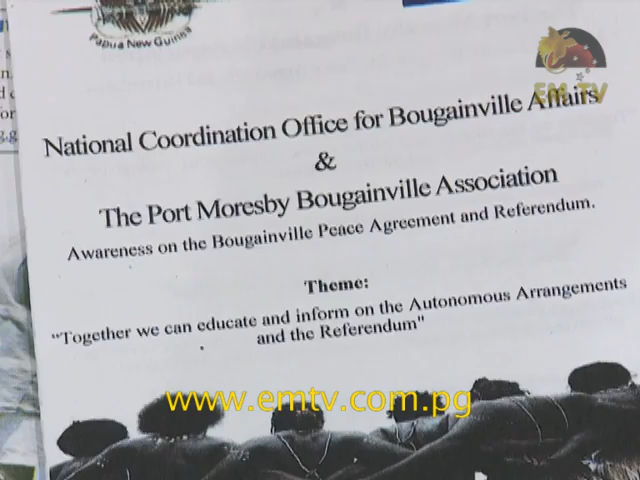 Papua New Guinea
EMTV
National Coordination Office for Bougainville Affairs
&
The Port Moresby Bougainville Association
Awareness on the Bougainville Peace Agreement and Referendum.
Theme:
"Together we can educate and inform on the Autonomous Arrangements
and the Referendum"
www.emtv.com.pg